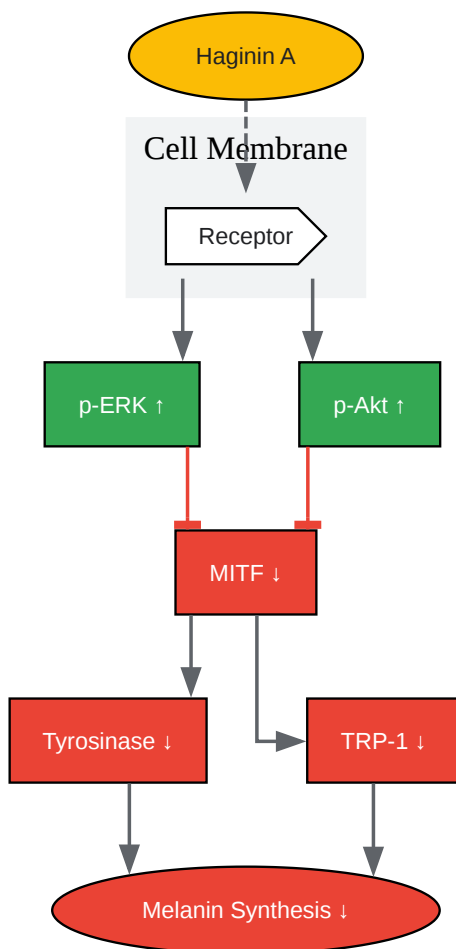 Haginin A
Cell Membrane
Receptor
p-ERK ↑
p-Akt ↑
MITF ↓
Tyrosinase ↓
TRP-1 ↓
Melanin Synthesis ↓